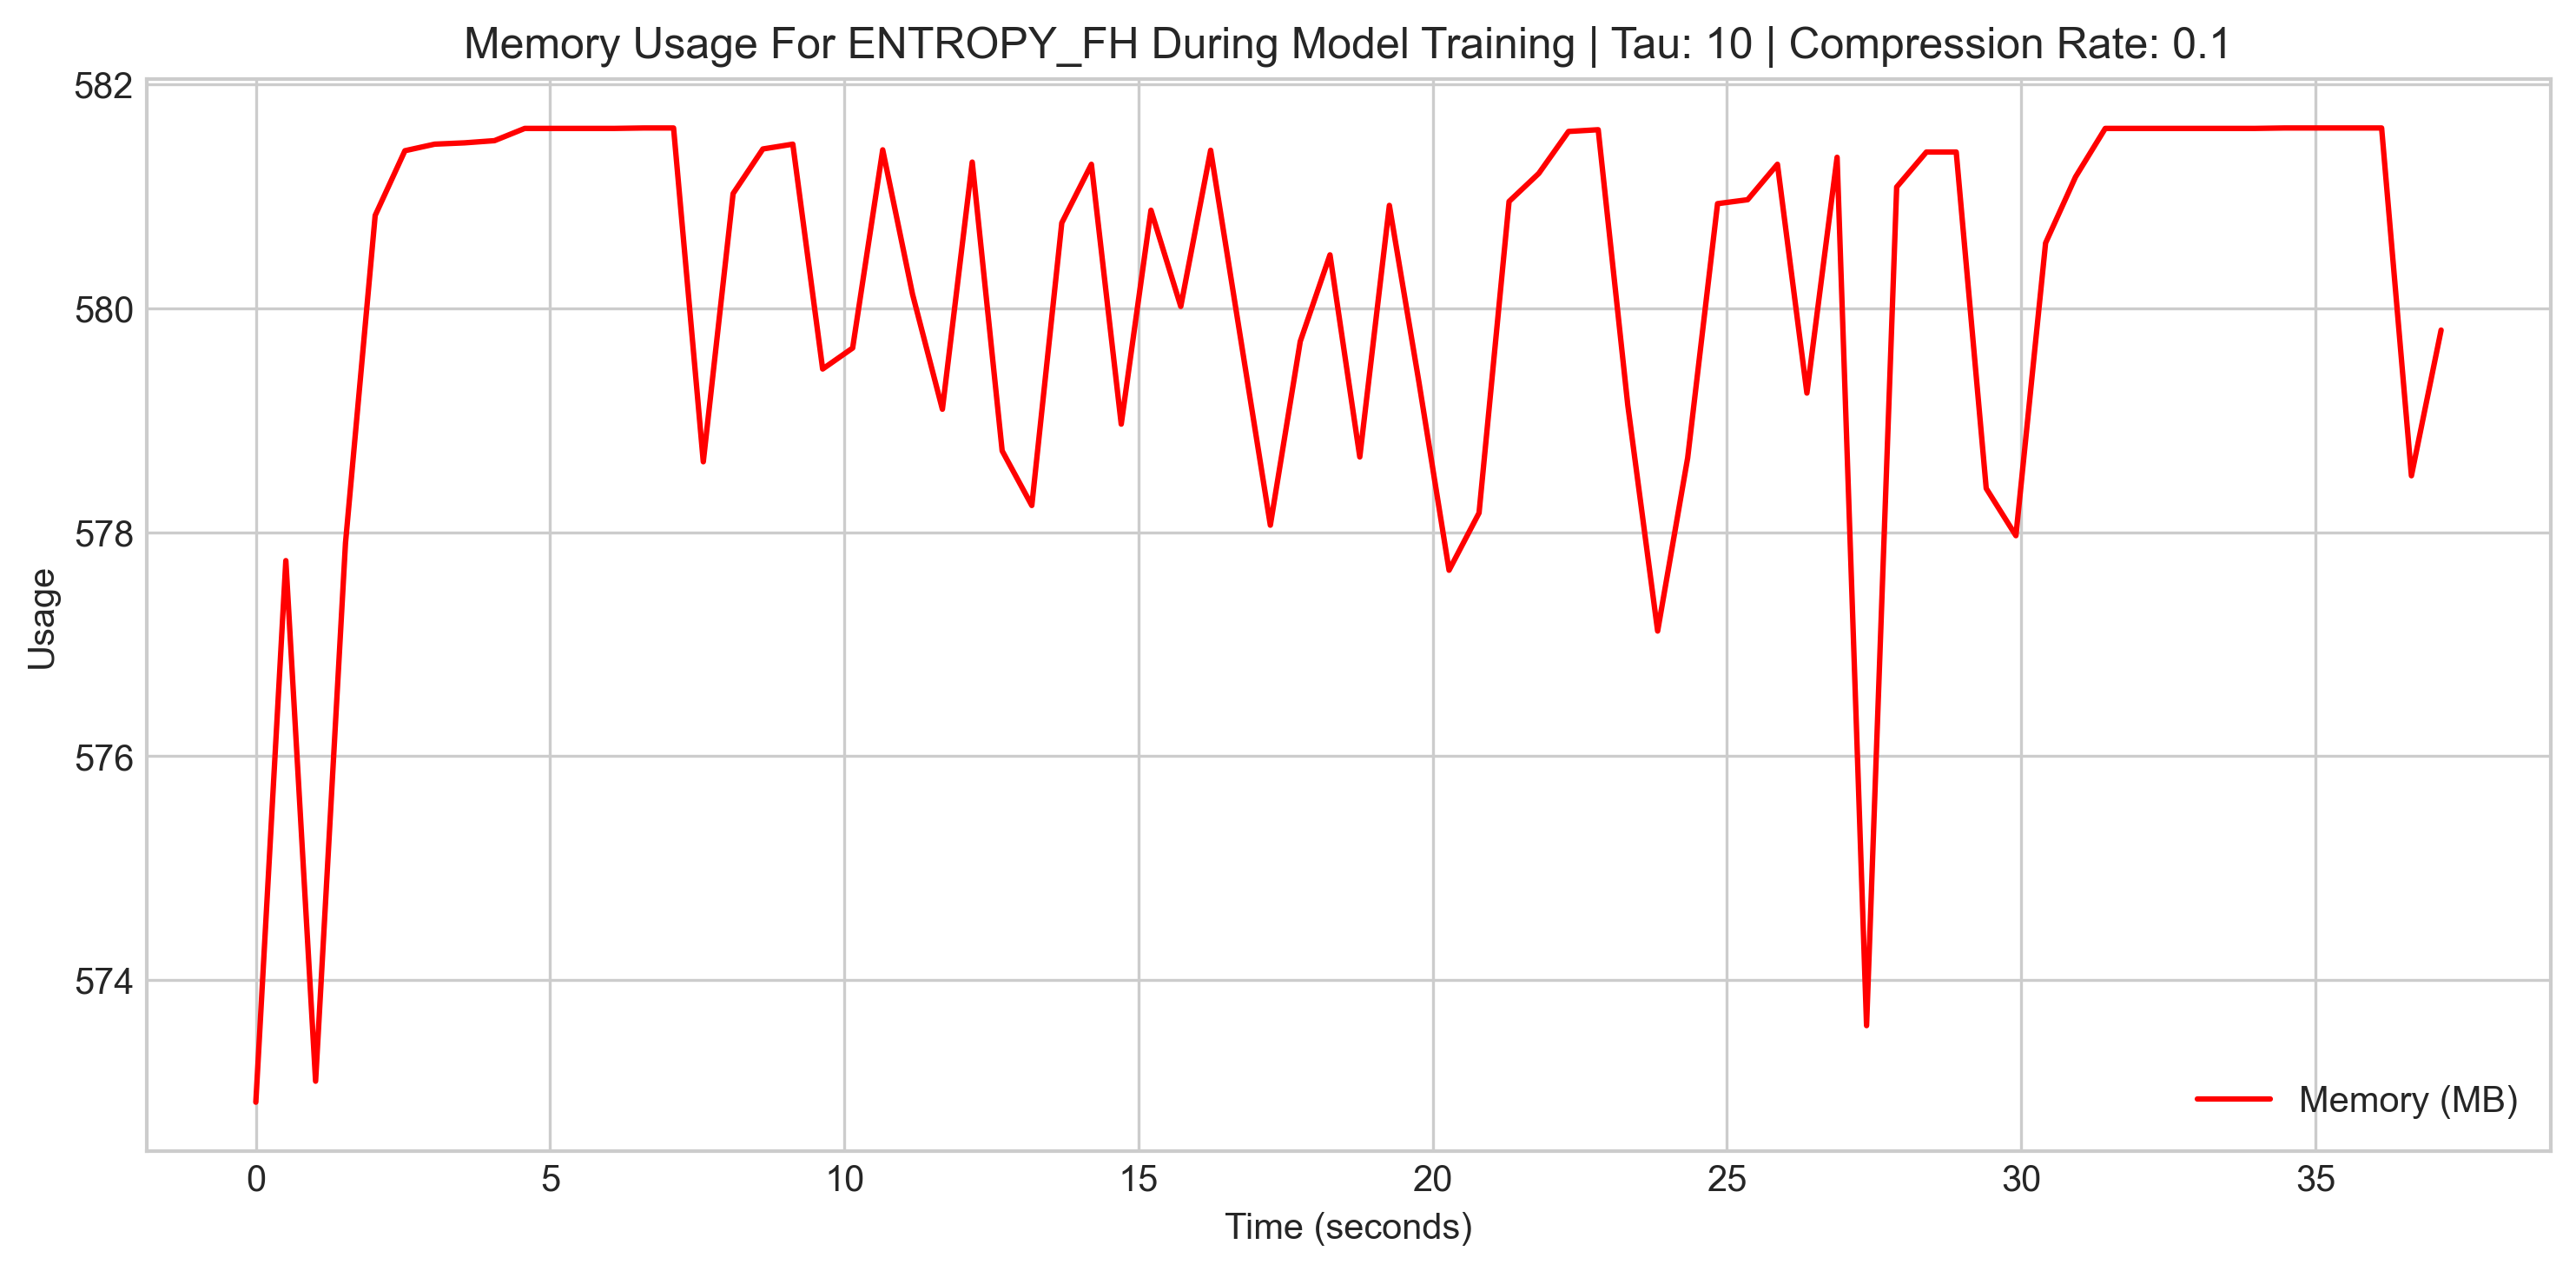 Memory Usage For ENTROPY_FH During Model Training | Tau: 10 | Compression Rate: 0.1
582
580
578
576
574
Usage
Memory (MB)
0 5 10 15 20 25 30 35
Time (seconds)